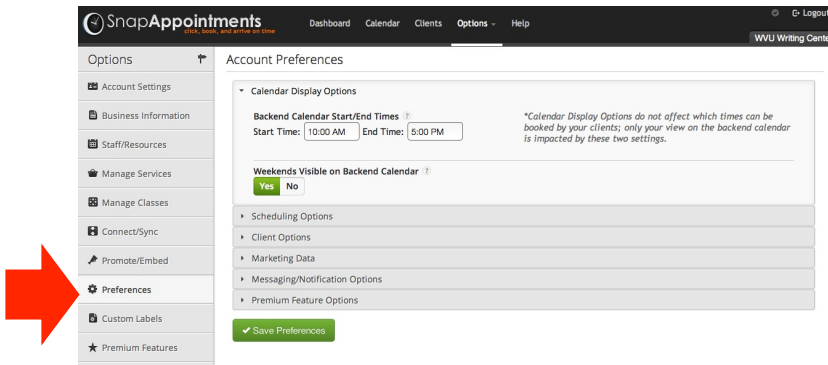 SnapAppointments
click, book, and arrive on time
Dashboard Calendar Clients Options Help
Logout
WVU Writing Cente
Options
Account Settings
Business Information
Staff/Resources
Manage Services
Manage Classes
Connect/Sync
Promote/Embed
Preferences
Custom Labels
Premium Features
Account Preferences
Calendar Display Options
Backend Calendar Start/End Times ?
Start Time: 10:00 AM End Time: 5:00 PM
*Calendar Display Options do not affect which times can be
booked by your clients; only your view on the backend calendar
is impacted by these two settings.
Weekends Visible on Backend Calendar ?
Yes No
Scheduling Options
Client Options
Marketing Data
Messaging/Notification Options
Premium Feature Options
Save Preferences